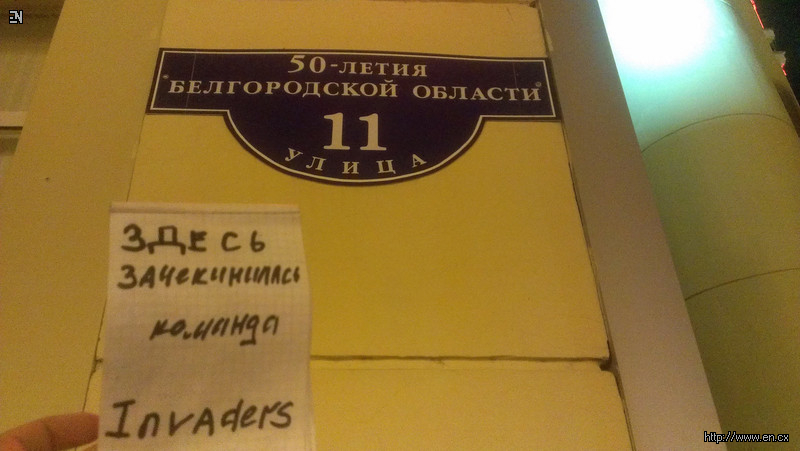 EN
50-ЛЕТИЯ
БЕЛГОРОДСКОЙ ОБЛАСТИ
11
УЛИЦА
ЗДЕСЬ
ЗАЧЕКИНИЛАСЬ
команда
Invaders
http://www.en.cx